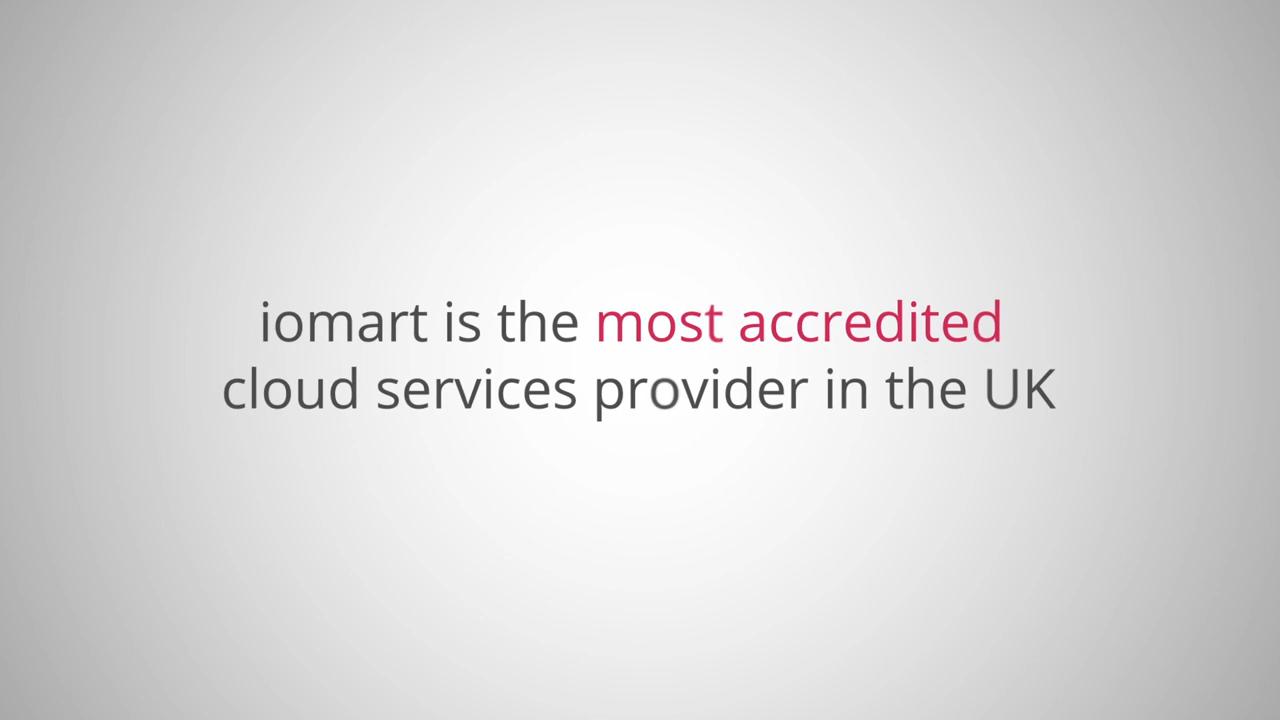 iomart is the most accredited
cloud services provider in the UK